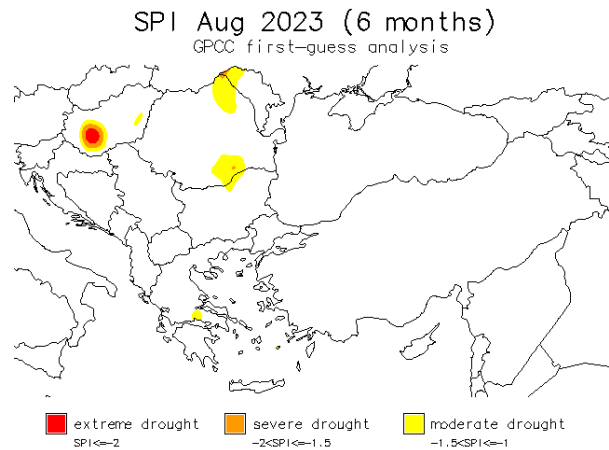 SPI Aug 2023 (6 months)
GPCC first-guess analysis
extreme drought severe drought moderate drought
SPI<=-2 -2<SPI<=-1.5 -1.5<SPI<=-1